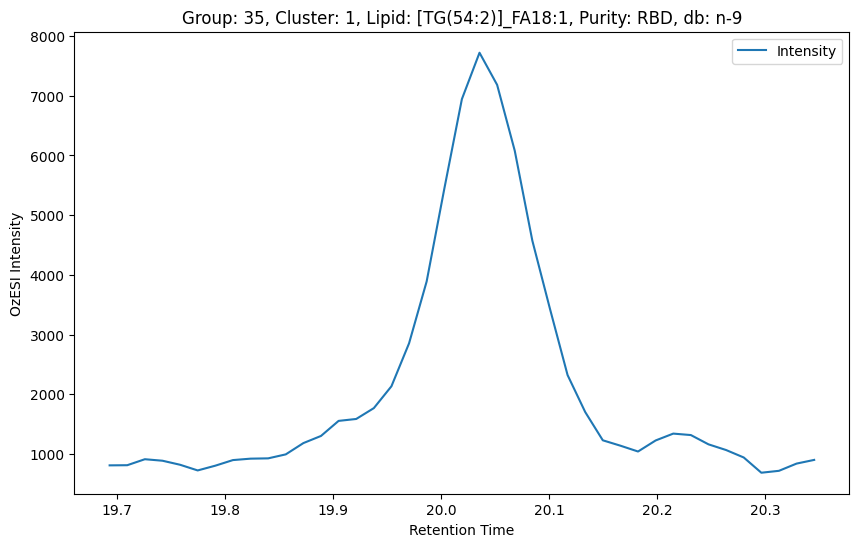 Group: 35, Cluster: 1, Lipid: [TG(54:2)]_FA18:1, Purity: RBD, db: n-9
Intensity
8000
7000
6000
5000
4000
3000
2000
1000
OzESI Intensity
19.7 19.8 19.9 20.0 20.1 20.2 20.3
Retention Time